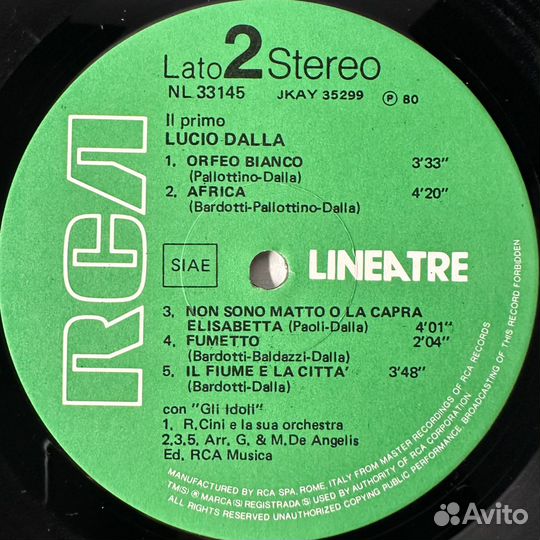 Lato 2 Stereo
NL 33145 JKAY 35299 Ⓟ 80
Il primo
LUCIO DALLA
1. ORFEO BIANCO 3'33"
(Pallottino-Dalla)
2. AFRICA 4'20"
(Bardotti-Pallottino-Dalla)
RCA
SIAE
LINEATRE
3. NON SONO MATTO O LA CAPRA
ELISABETTA (Paoli-Dalla) 4'01"
4. FUMETTO 2'04"
(Bardotti-Baldazzi-Dalla)
5. IL FIUME E LA CITTA' 3'48"
(Bardotti-Dalla)
con "Gli Idoli"
1, R.Cini e la sua orchestra
2,3,5, Arr, G, & M.De Angelis
Ed, RCA Musica
MANUFACTURED BY RCA SPA, ROME, ITALY FROM MASTER RECORDINGS OF RCA RECORDS
TM(S) ® MARCA(S) REGISTRADA(S) USED BY AUTHORITY OF RCA CORPORATION
ALL RIGHTS RESERVED UNAUTHORIZED COPYING PUBLIC PERFORMANCE BROADCASTING OF THIS RECORD FORBIDDEN
Avito